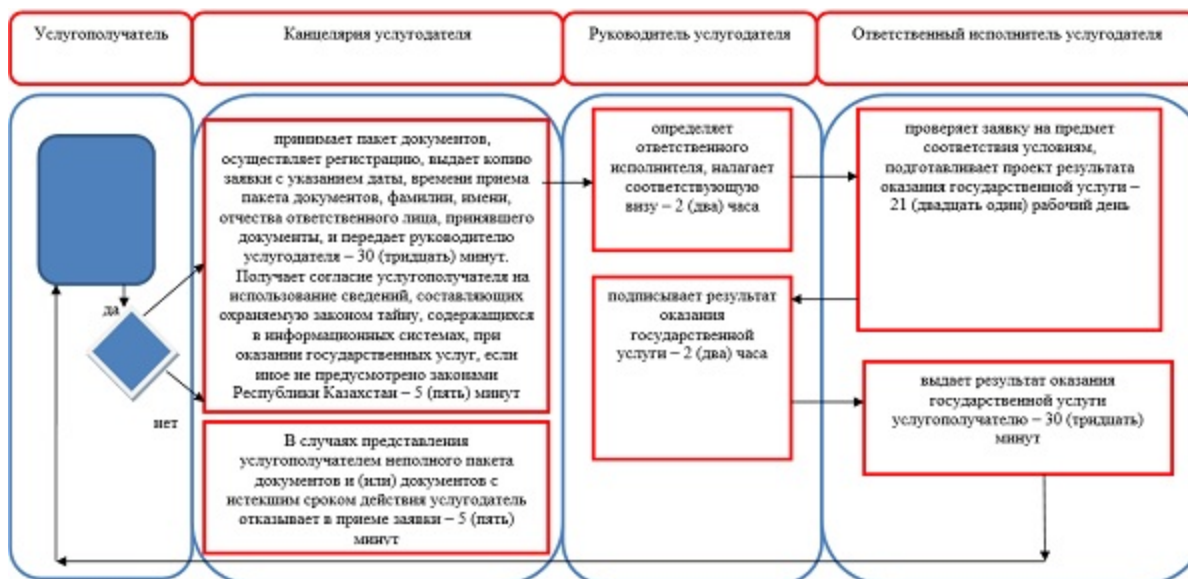 Услугополучатель
Канцелярия услугодателя
Руководитель услугодателя
Ответственный исполнитель услугодателя
да
нет
принимает пакет документов,
осуществляет регистрацию, выдает копию
заявки с указанием даты, времени приема
пакета документов, фамилии, имени,
отчества ответственного лица, принявшего
документы, и передает руководителю
услугодателя – 30 (тридцать) минут.
Получает согласие услугополучателя на
использование сведений, составляющих
охраняемую законом тайну, содержащихся
в информационных системах, при
оказании государственных услуг, если
иное не предусмотрено законами
Республики Казахстан – 5 (пять) минут
В случаях представления
услугополучателем неполного пакета
документов и (или) документов с
истекшим сроком действия услугодатель
отказывает в приеме заявки – 5 (пять)
минут
определяет
ответственного
исполнителя, налагает
соответствующую
визу – 2 (два) часа
подписывает результат
оказания
государственной
услуги – 2 (два) часа
проверяет заявку на предмет
соответствия условиям,
подготавливает проект результата
оказания государственной услуги –
21 (двадцать один) рабочий день
выдает результат оказания
государственной услуги
услугополучателю – 30 (тридцать)
минут